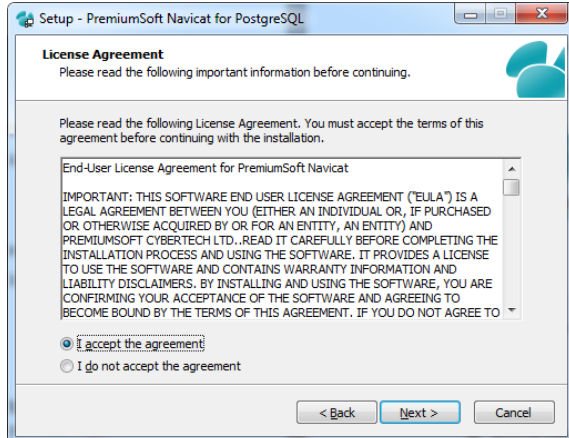 Setup - PremiumSoft Navicat for PostgreSQL
License Agreement
Please read the following important information before continuing.
Please read the following License Agreement. You must accept the terms of this
agreement before continuing with the installation.
End-User License Agreement for PremiumSoft Navicat
IMPORTANT: THIS SOFTWARE END USER LICENSE AGREEMENT ("EULA") IS A
LEGAL AGREEMENT BETWEEN YOU (EITHER AN INDIVIDUAL OR, IF PURCHASED
OR OTHERWISE ACQUIRED BY OR FOR AN ENTITY, AN ENTITY) AND
PREMIUMSOFT CYBERTECH LTD..READ IT CAREFULLY BEFORE COMPLETING THE
INSTALLATION PROCESS AND USING THE SOFTWARE. IT PROVIDES A LICENSE
TO USE THE SOFTWARE AND CONTAINS WARRANTY INFORMATION AND
LIABILITY DISCLAIMERS. BY INSTALLING AND USING THE SOFTWARE, YOU ARE
CONFIRMING YOUR ACCEPTANCE OF THE SOFTWARE AND AGREEING TO
BECOME BOUND BY THE TERMS OF THIS AGREEMENT. IF YOU DO NOT AGREE TO
I accept the agreement
I do not accept the agreement
< Back Next > Cancel